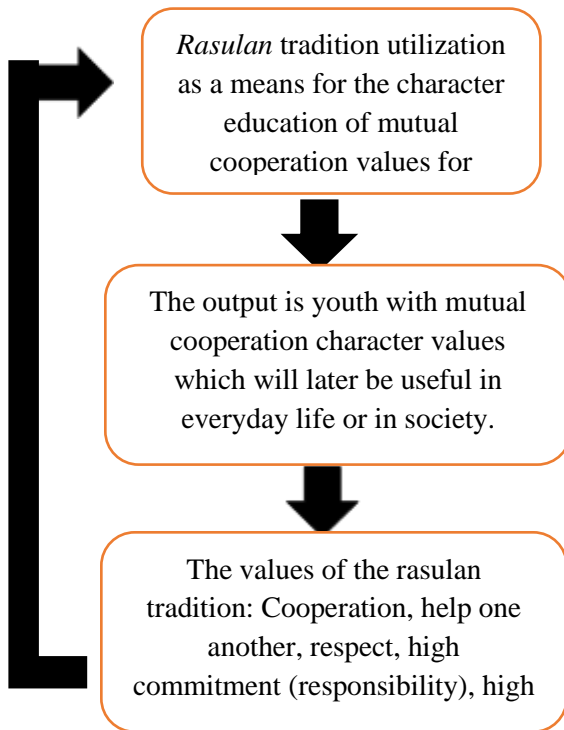 Rasulan tradition utilization
as a means for the character
education of mutual
cooperation values for
The output is youth with mutual
cooperation character values
which will later be useful in
everyday life or in society.
The values of the rasulan
tradition: Cooperation, help one
another, respect, high
commitment (responsibility), high